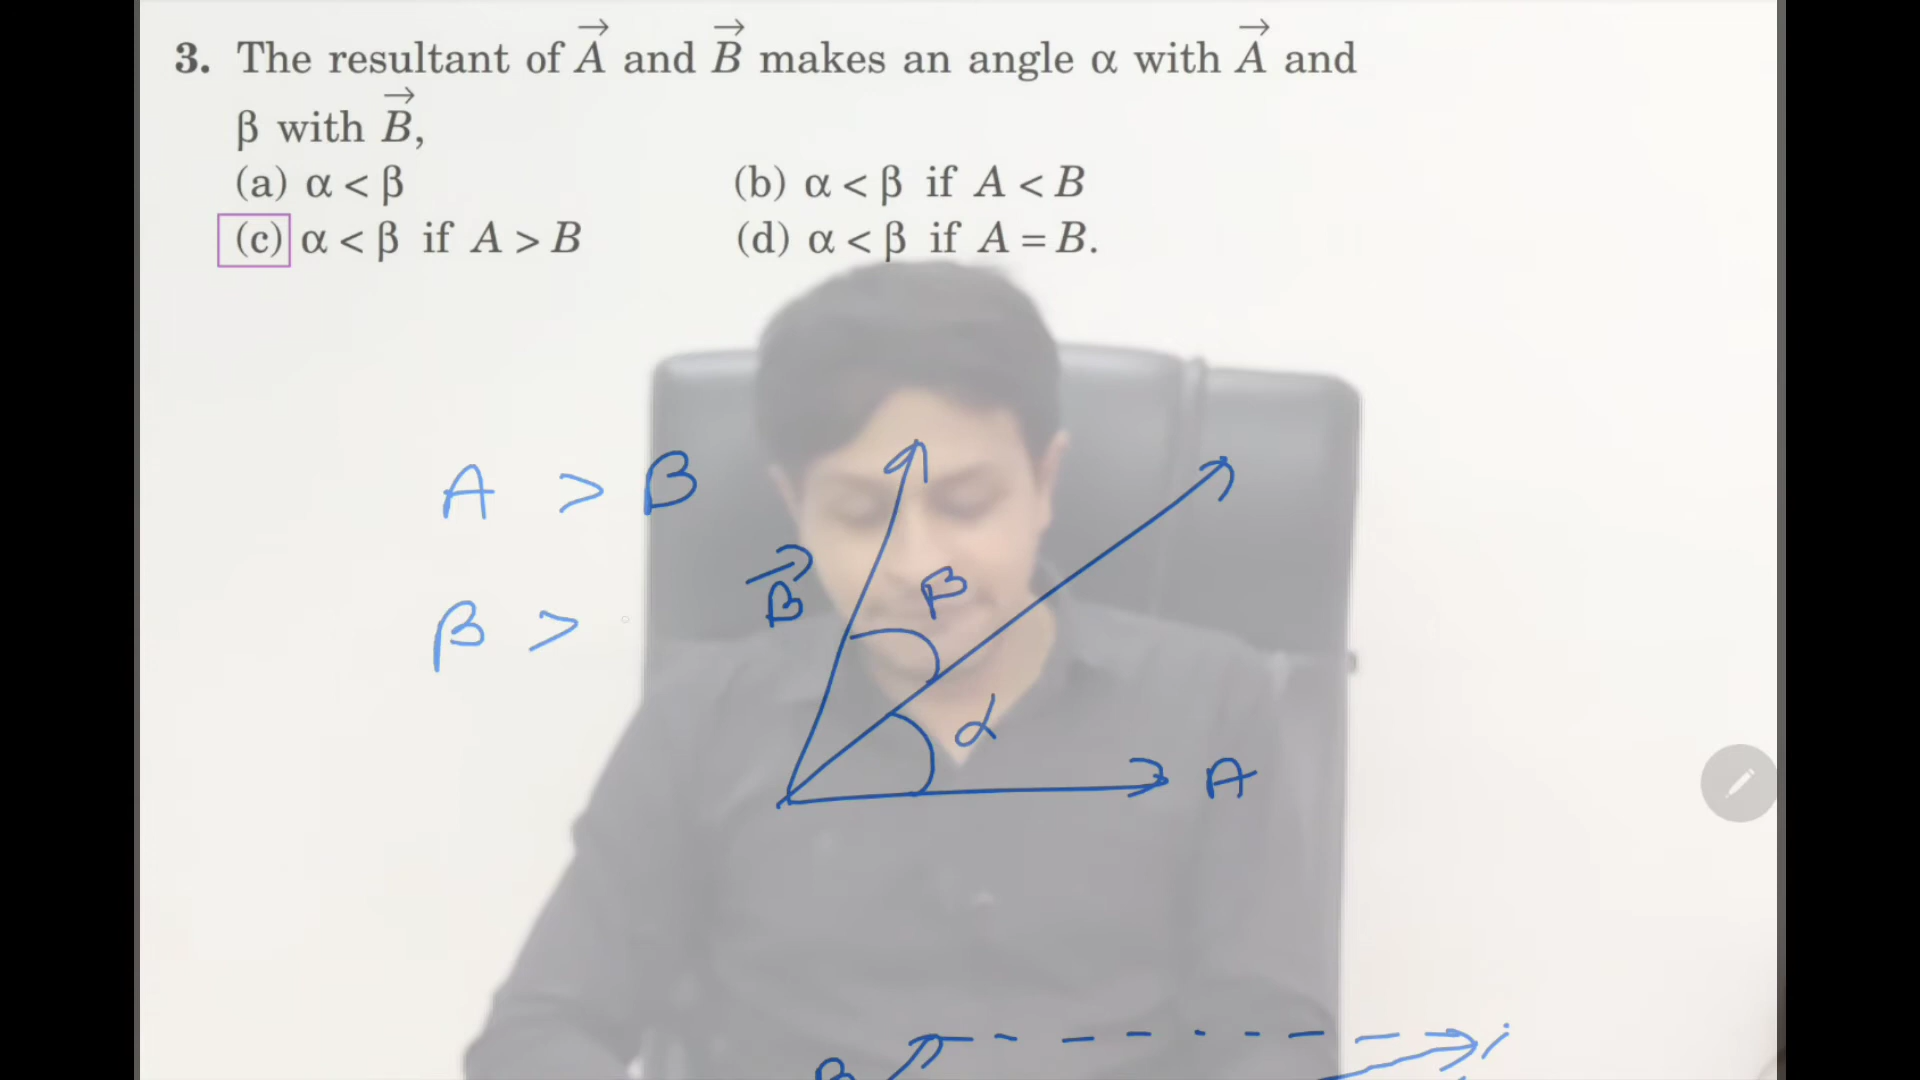 3. The resultant of A⃗ and B⃗ makes an angle α with A⃗ and
β with B⃗,
(a) α < β (b) α < β if A < B
(c) α < β if A > B (d) α < β if A = B.
A > B
B⃗ β
β >
α
A
B